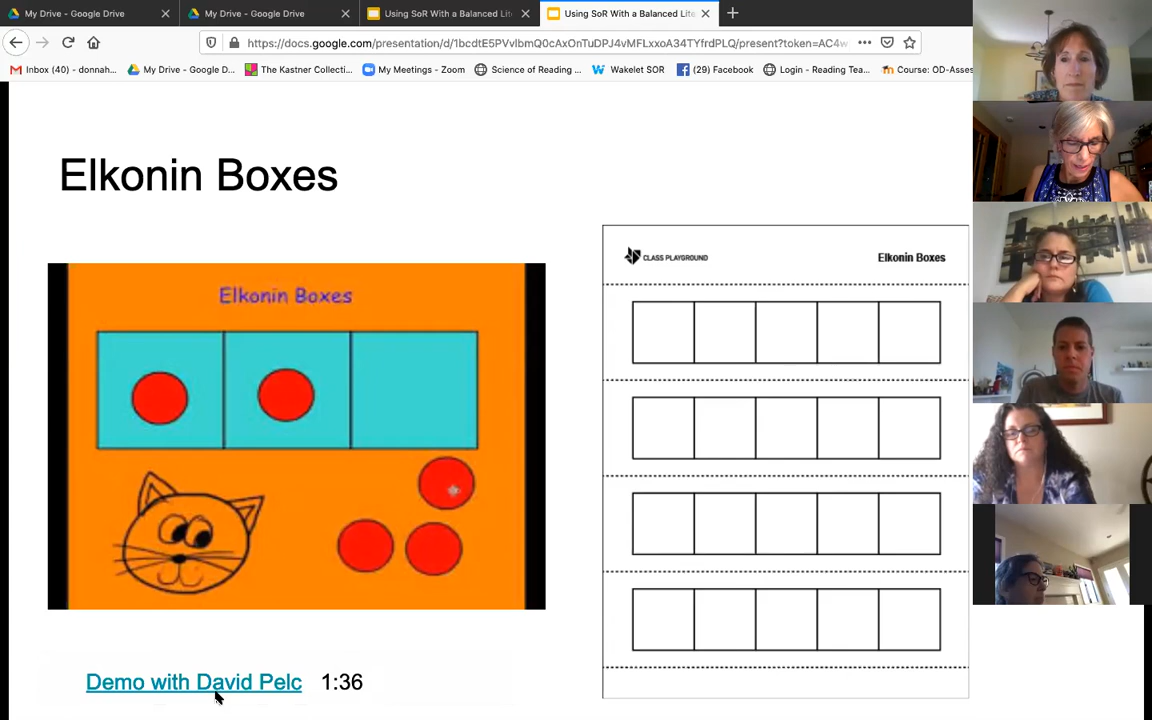 My Drive - Google Drive
My Drive - Google Drive
Using SoR With a Balanced Lite
Using SoR With a Balanced Lite
https://docs.google.com/presentation/d/1bcdtE5PVvlbmQ0cAxOnTuDPJ4vMFLxxoA34TYfrdPLQ/present?token=AC4w
Inbox (40) - donnah...
My Drive - Google D...
The Kastner Collecti...
My Meetings - Zoom
Science of Reading ...
Wakelet SOR
(29) Facebook
Login - Reading Tea...
Course: OD-Asses
Elkonin Boxes
Elkonin Boxes
CLASS PLAYGROUND
Elkonin Boxes
Demo with David Pelc 1:36